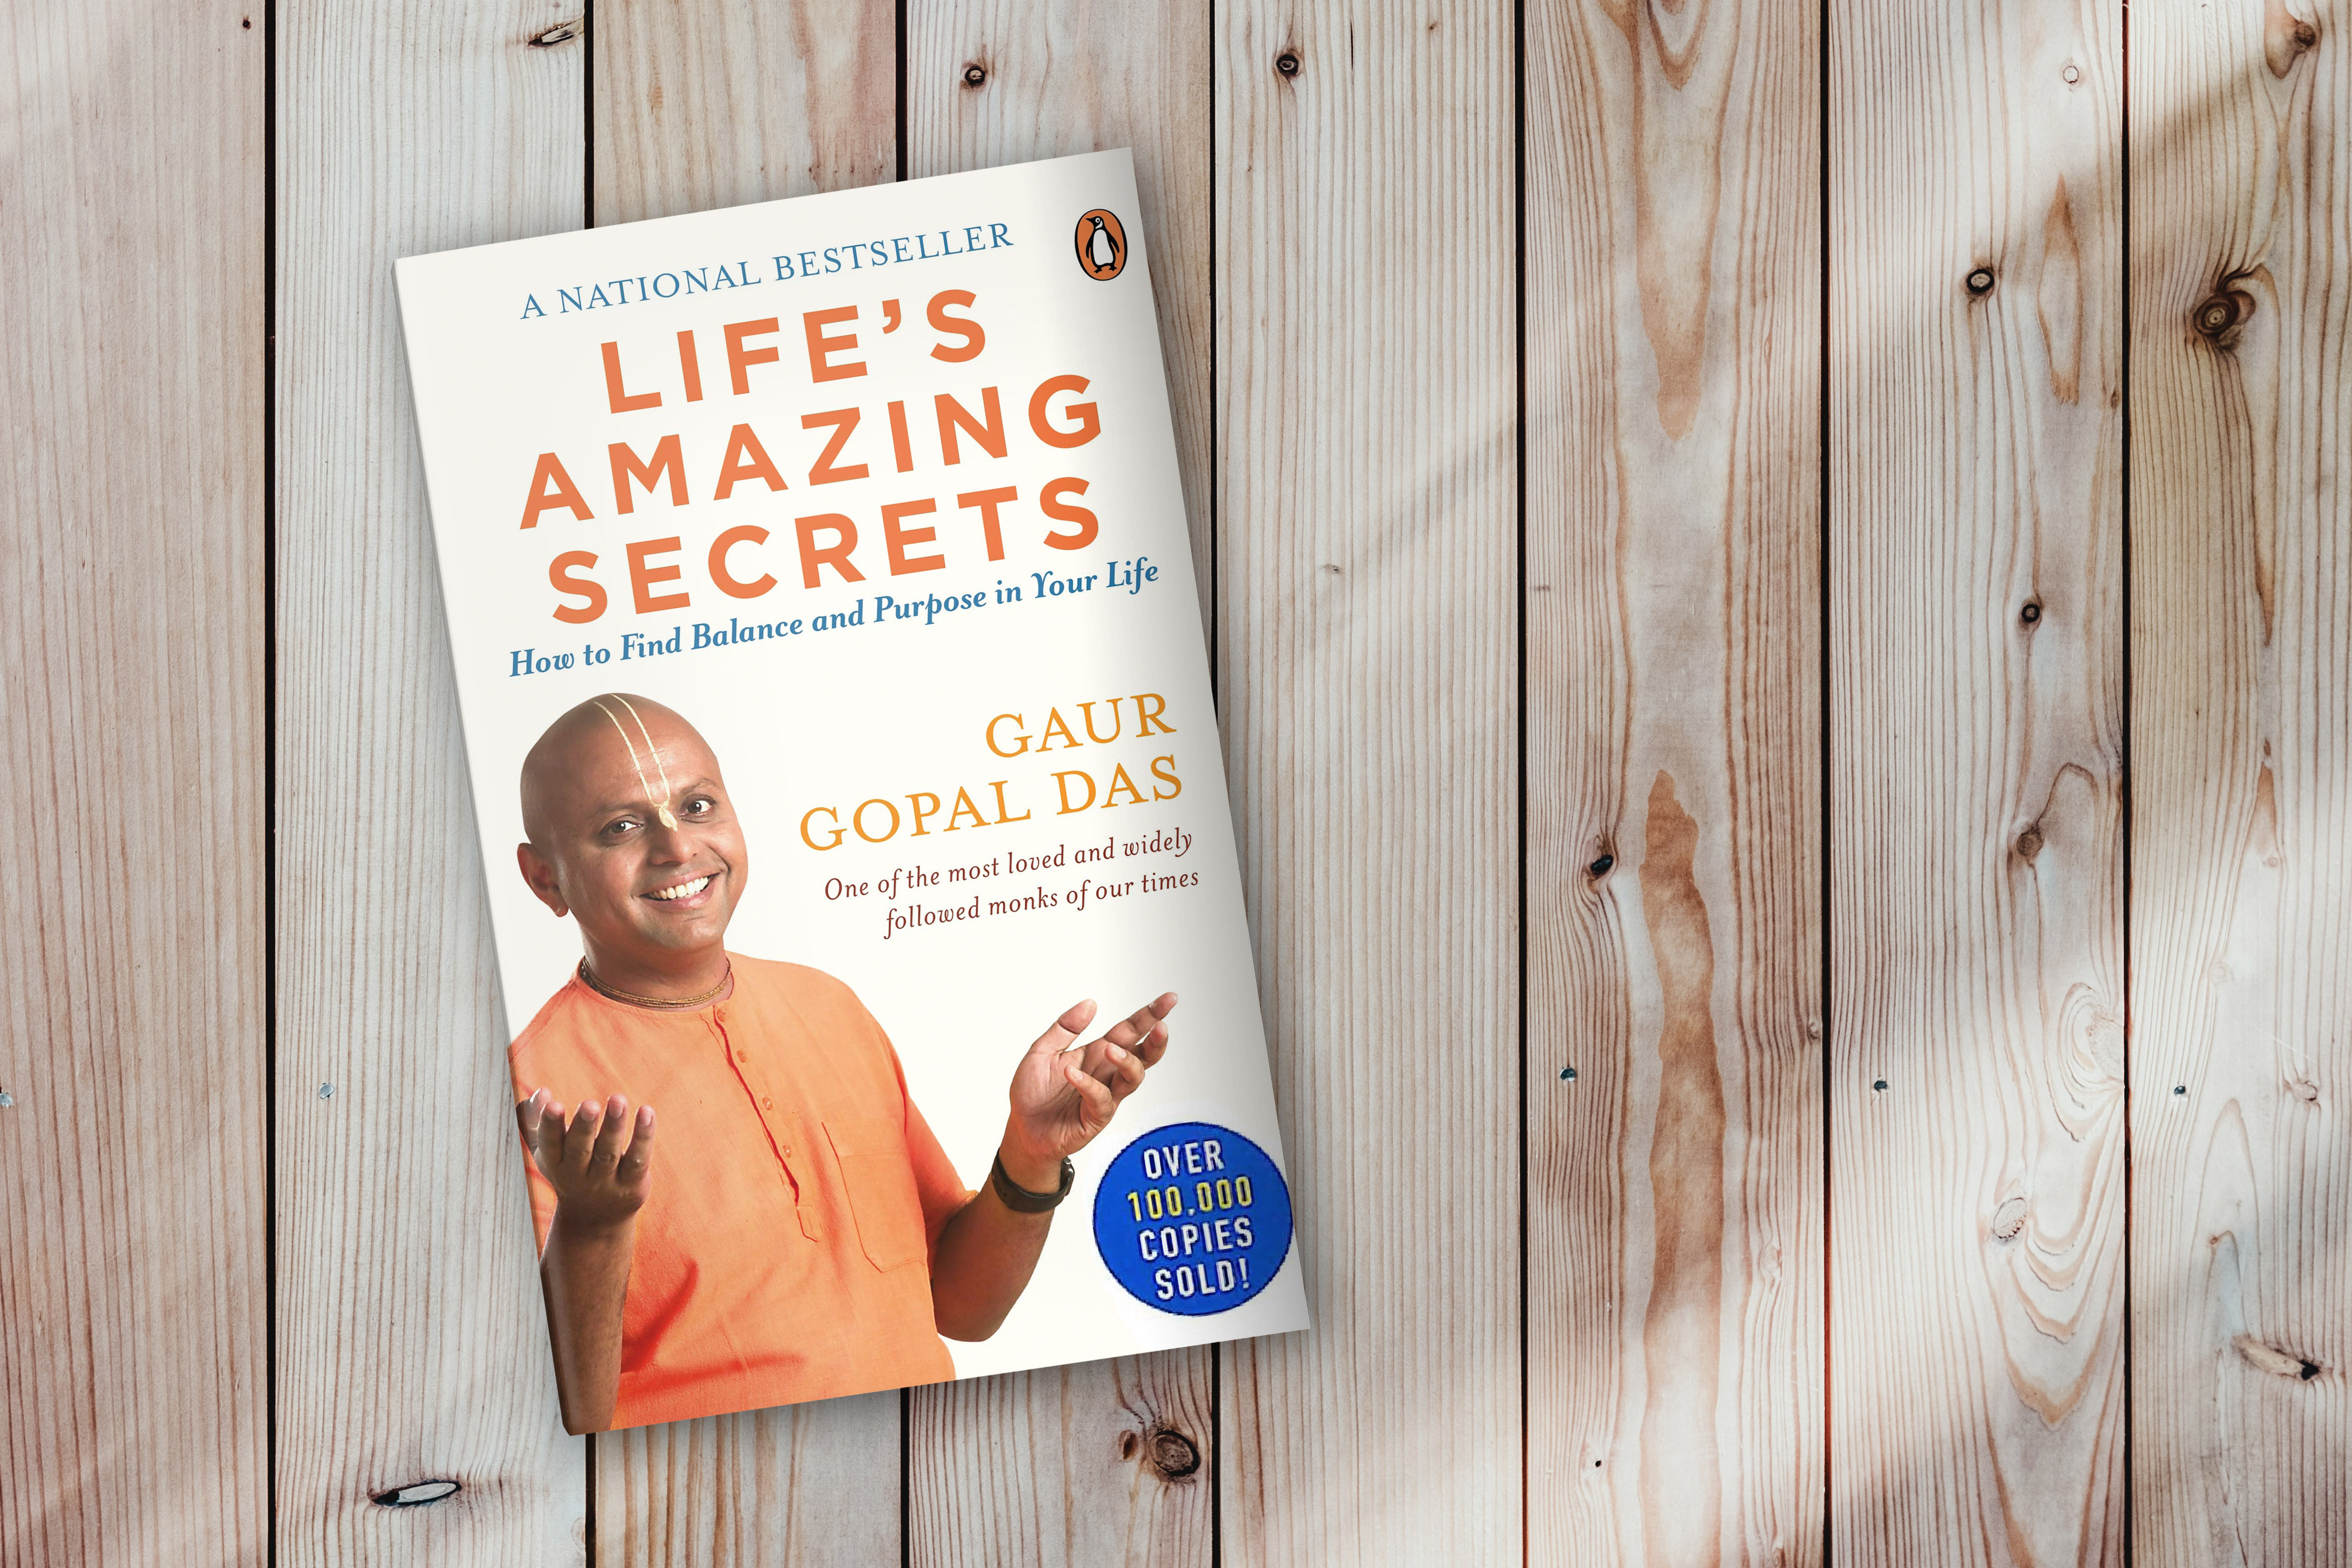 A NATIONAL BESTSELLER
LIFE'S
AMAZING
SECRETS
How to Find Balance and Purpose in Your Life
GAUR
GOPAL DAS
One of the most loved and widely
followed monks of our times
OVER
100,000
COPIES
SOLD!